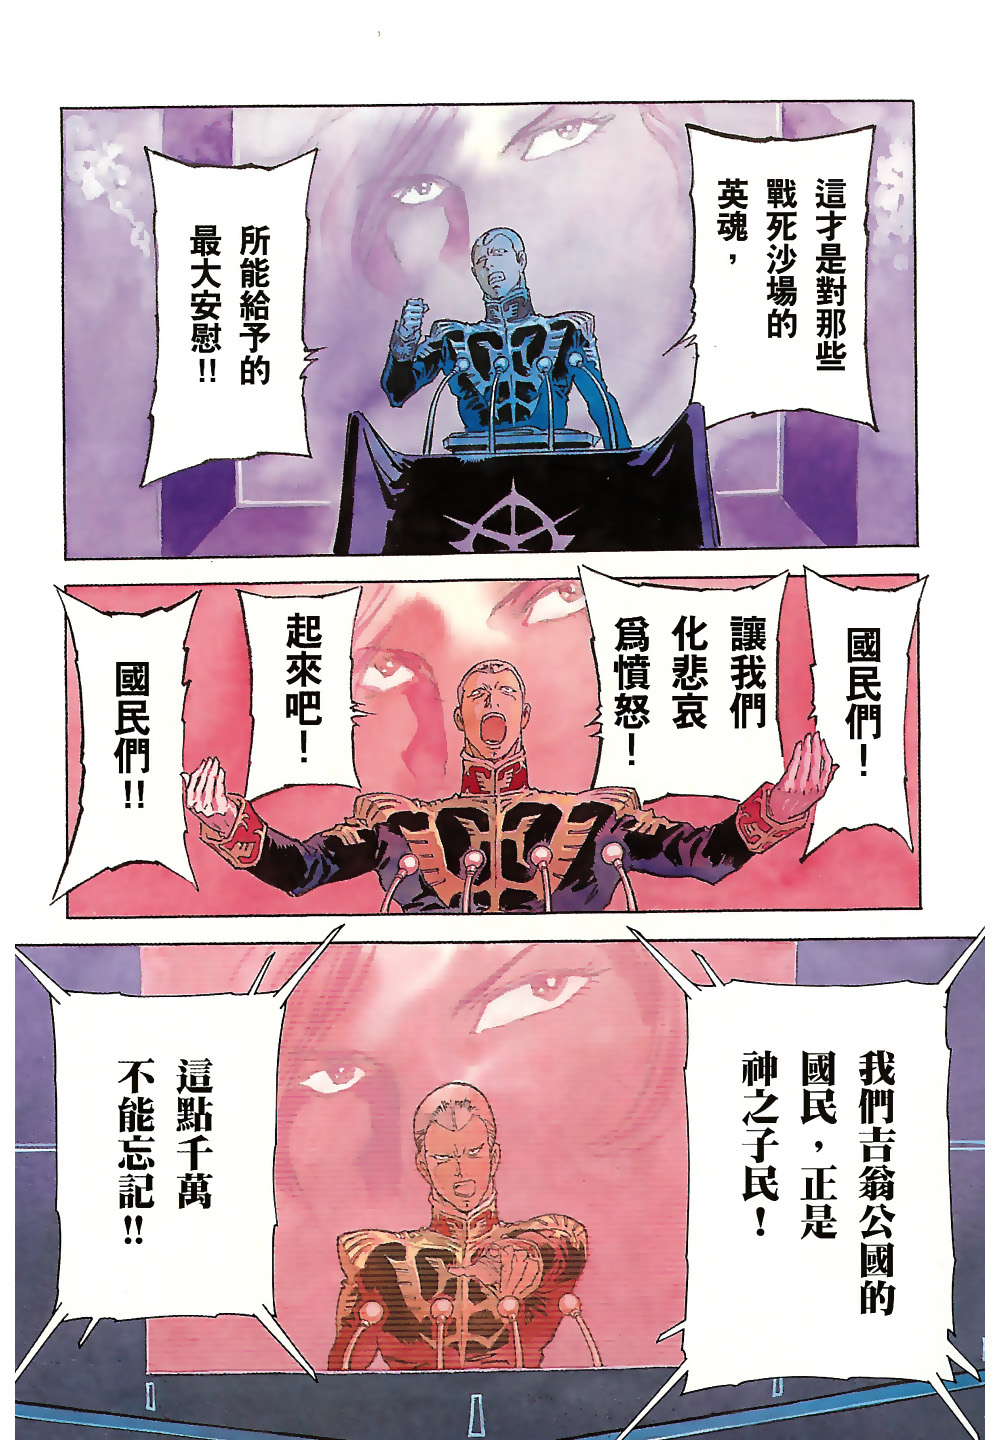 這才是對那些
戰死沙場的
英魂，
所能給予的
最大安慰!!
國民們！
讓我們
化悲哀
爲憤怒！
起來吧！
國民們!!
我們吉翁公國的
國民，正是
神之子民！
這點千萬
不能忘記!!